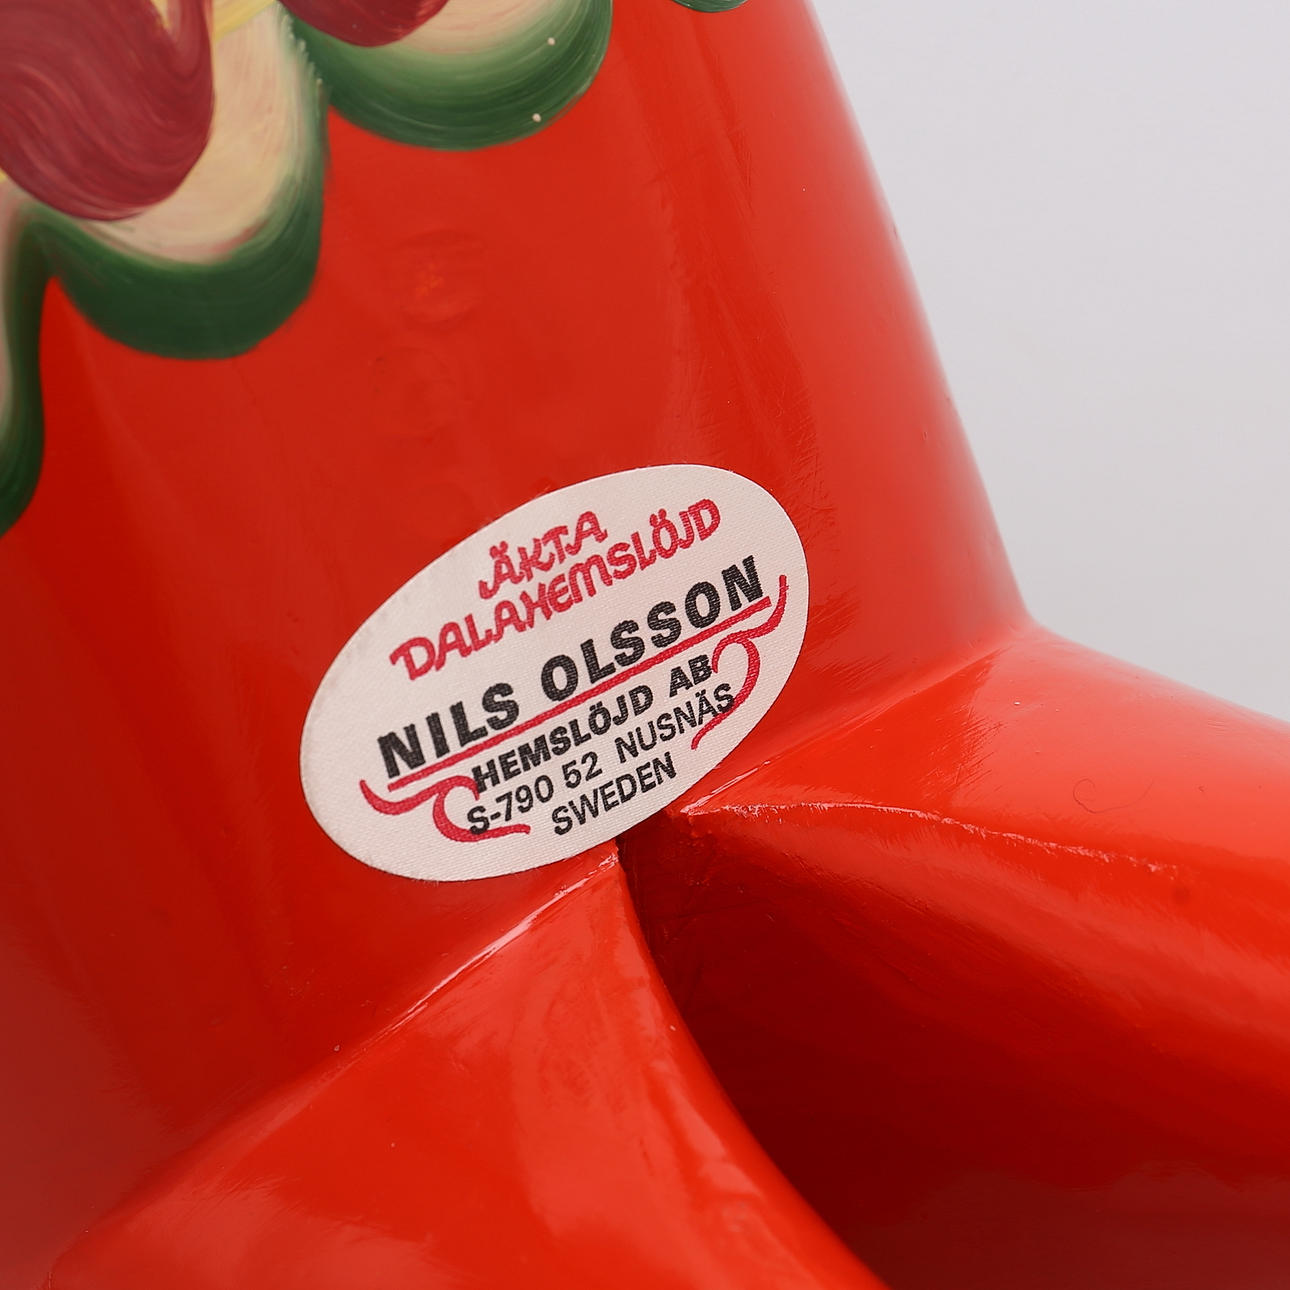 ÄKTA
DALAHEMSLÖJD
NILS OLSSON
HEMSLÖJD AB
S-790 52 NUSNÄS
SWEDEN